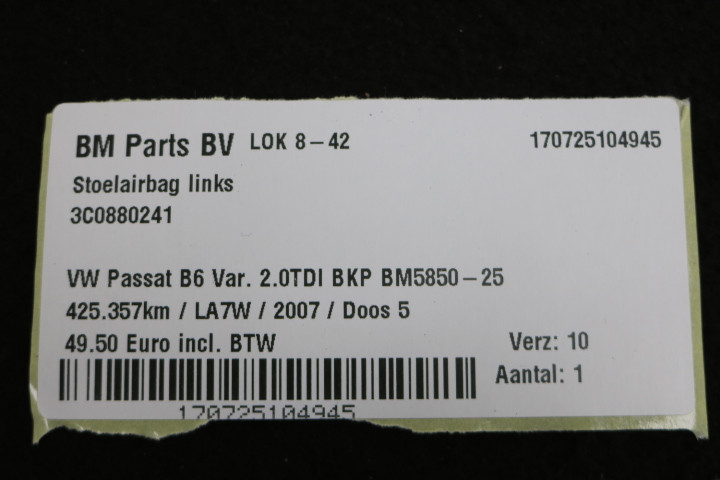 BM Parts BV LOK 8-42 170725104945
Stoelairbag links
3C0880241
VW Passat B6 Var. 2.0TDI BKP BM5850-25
425.357km / LA7W / 2007 / Doos 5
49.50 Euro incl. BTW Verz: 10
Aantal: 1
170725104945